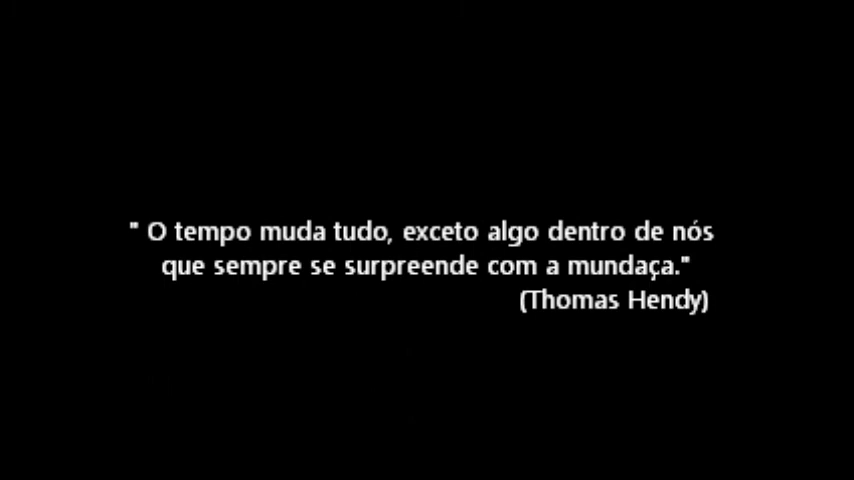 " O tempo muda tudo, exceto algo dentro de nós
que sempre se surpreende com a mundaça."
(Thomas Hendy)